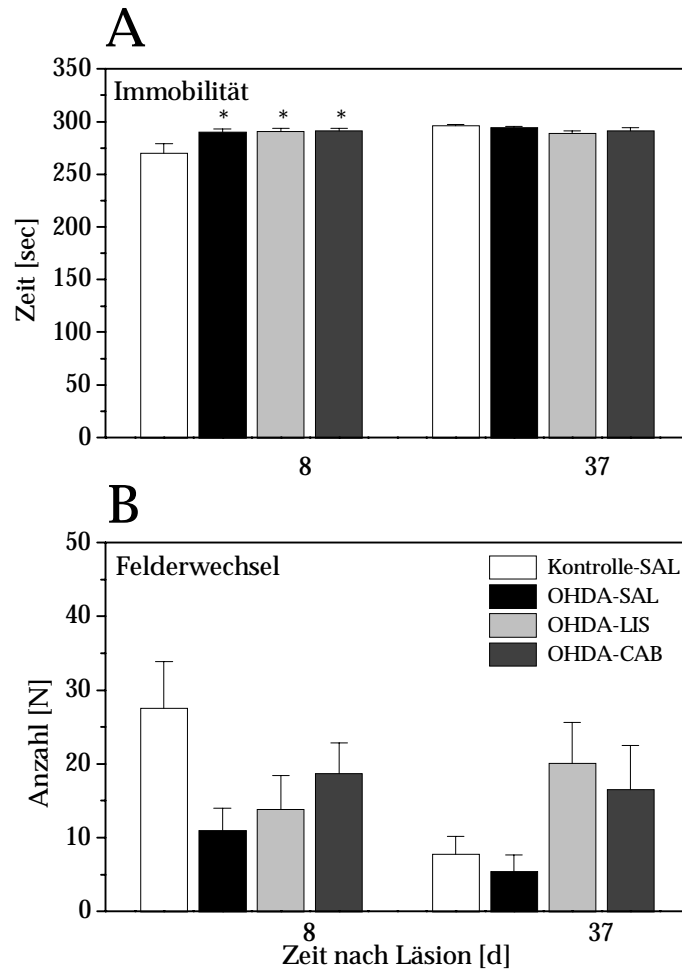 A
Immobilität
350
300
250
200
150
100
50
0
Zeit [sec]
* * *
8 37
B
Felderwechsel
50
40
30
20
10
0
Anzahl [N]
Kontrolle-SAL
OHDA-SAL
OHDA-LIS
OHDA-CAB
8 37
Zeit nach Läsion [d]